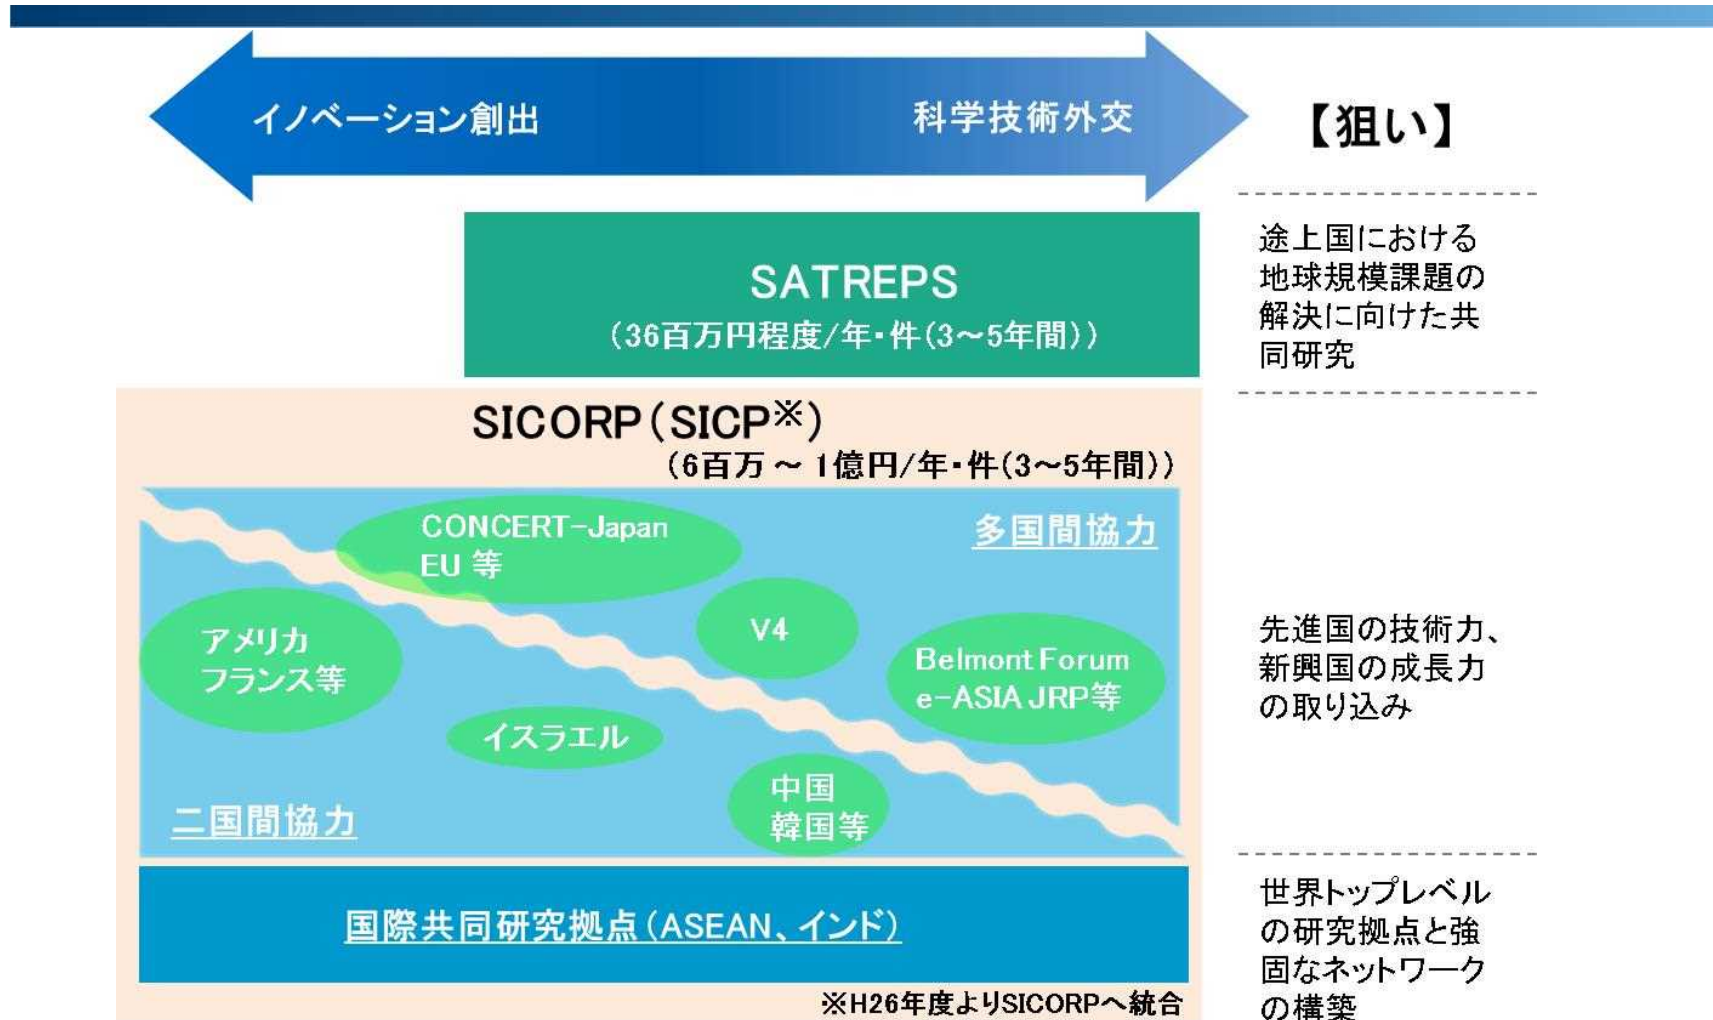 イノベーション創出
科学技術外交
【狙い】
SATREPS
(36百万円程度/年・件(3～5年間))
途上国における
地球規模課題の
解決に向けた共
同研究
SICORP(SICP※)
(6百万 ～ 1億円/年・件(3～5年間))
CONCERT-Japan
EU 等
多国間協力
アメリカ
フランス等
V4
Belmont Forum
e-ASIA JRP等
イスラエル
中国
韓国等
二国間協力
先進国の技術力、
新興国の成長力
の取り込み
国際共同研究拠点(ASEAN、インド)
※H26年度よりSICORPへ統合
世界トップレベル
の研究拠点と強
固なネットワーク
の構築